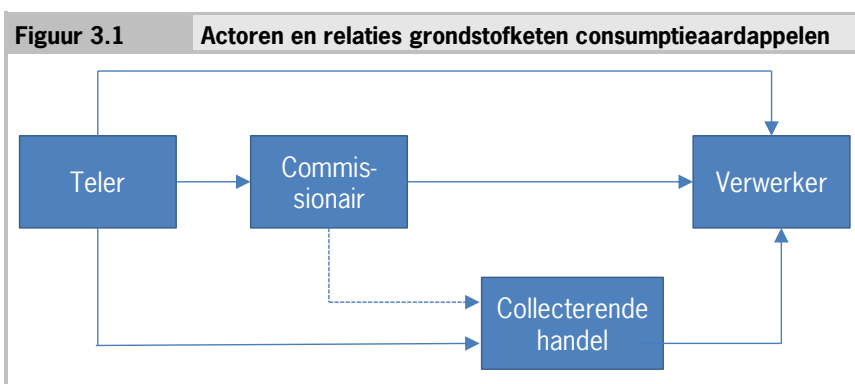 Figuur 3.1 Actoren en relaties grondstofketen consumptieaardappelen
Teler
Commis-
sionair
Verwerker
Collecterende
handel